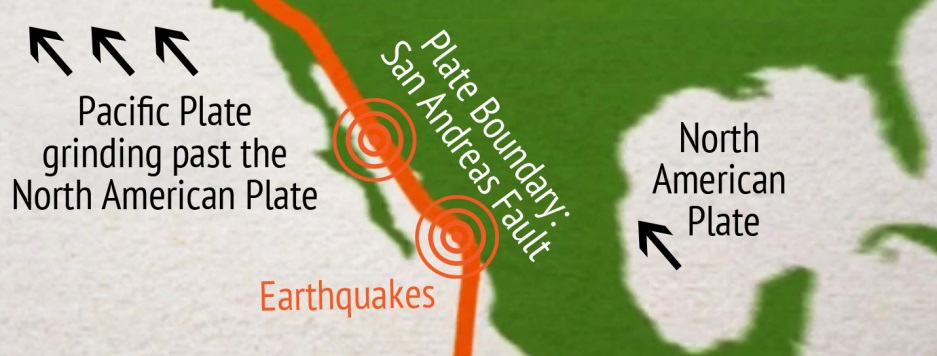 Pacific Plate
grinding past the
North American Plate
Plate Boundary:
San Andreas Fault
North
American
Plate
Earthquakes